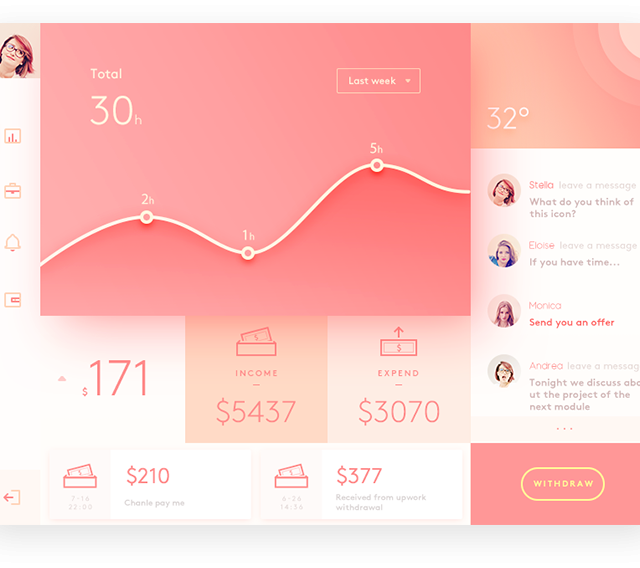 Total
30h
Last week
2h
1h
5h
32°
Stella leave a message
What do you think of
this icon?
Eloise leave a message
If you have time...
Monica
Send you an offer
Andrea leave a messag
Tonight we discuss abo
ut the project of the
next module
...
$171
INCOME
$5437
EXPEND
$3070
7-16
22:00
$210
Chanle pay me
6-26
14:36
$377
Received from upwork
withdrawal
WITHDRAW